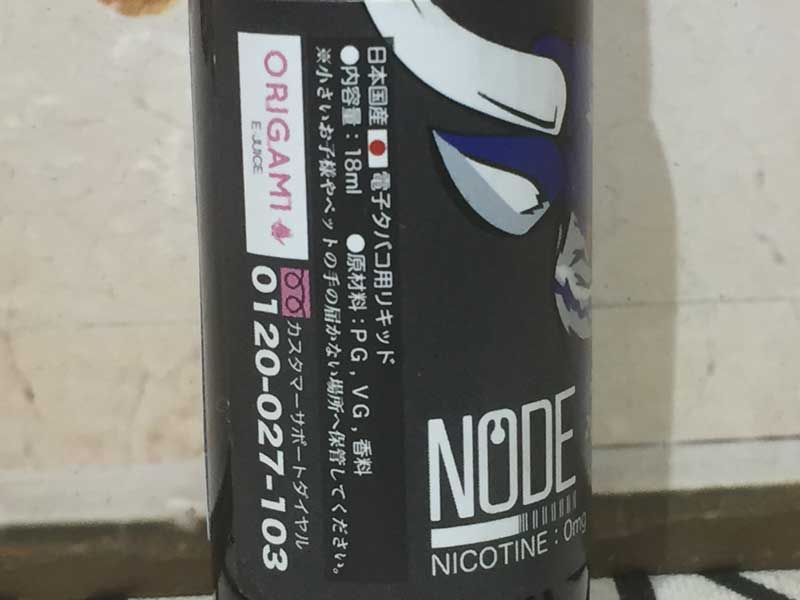 日本国産 電子タバコ用リキッド
●内容量：18ml ●原材料：PG，VG，香料
※小さいお子様やペットの手の届かない場所へ保管してください。
ORIGAMI
E-JUICE
カスタマーサポートダイヤル
0120-027-103
NODE
NICOTINE : 0mg